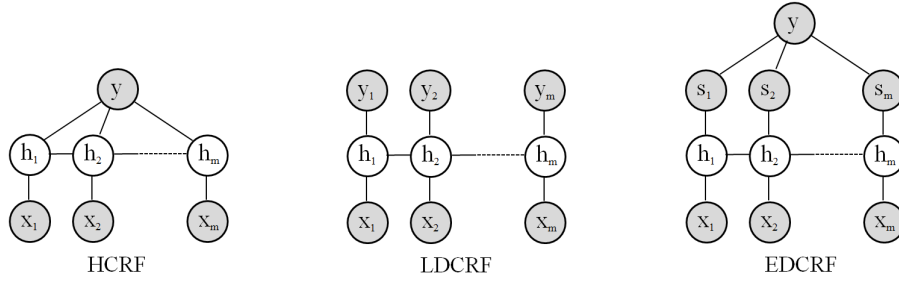 y
y y₁ y₂ yₘ s₁ s₂ sₘ
h₁ h₂ hₘ h₁ h₂ hₘ h₁ h₂ hₘ
x₁ x₂ xₘ x₁ x₂ xₘ x₁ x₂ xₘ
HCRF LDCRF EDCRF